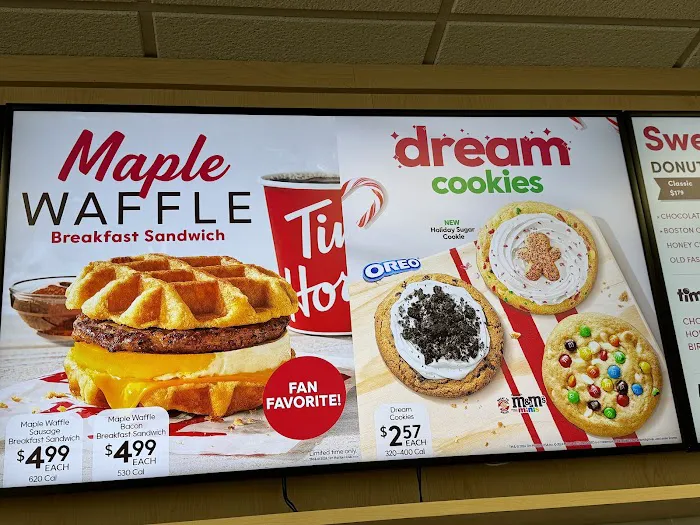 Maple
WAFFLE
Breakfast Sandwich
Tim
Ho
FAN
FAVORITE!
Maple Waffle
Sausage
Breakfast Sandwich
$4.99
EACH
620 Cal
Maple Waffle
Bacon
Breakfast Sandwich
$4.99
EACH
530 Cal
Limited time only.
dream
cookies
NEW
Holiday Sugar
Cookie
OREO
m&m's
minis
Dream
Cookies
$2.57
EACH
320-400 Cal
Swe
DONUT
Classic
$1.79
CHOCOLAT
BOSTON C
HONEY C
OLD FAS
tim
CHO
HO
BIR